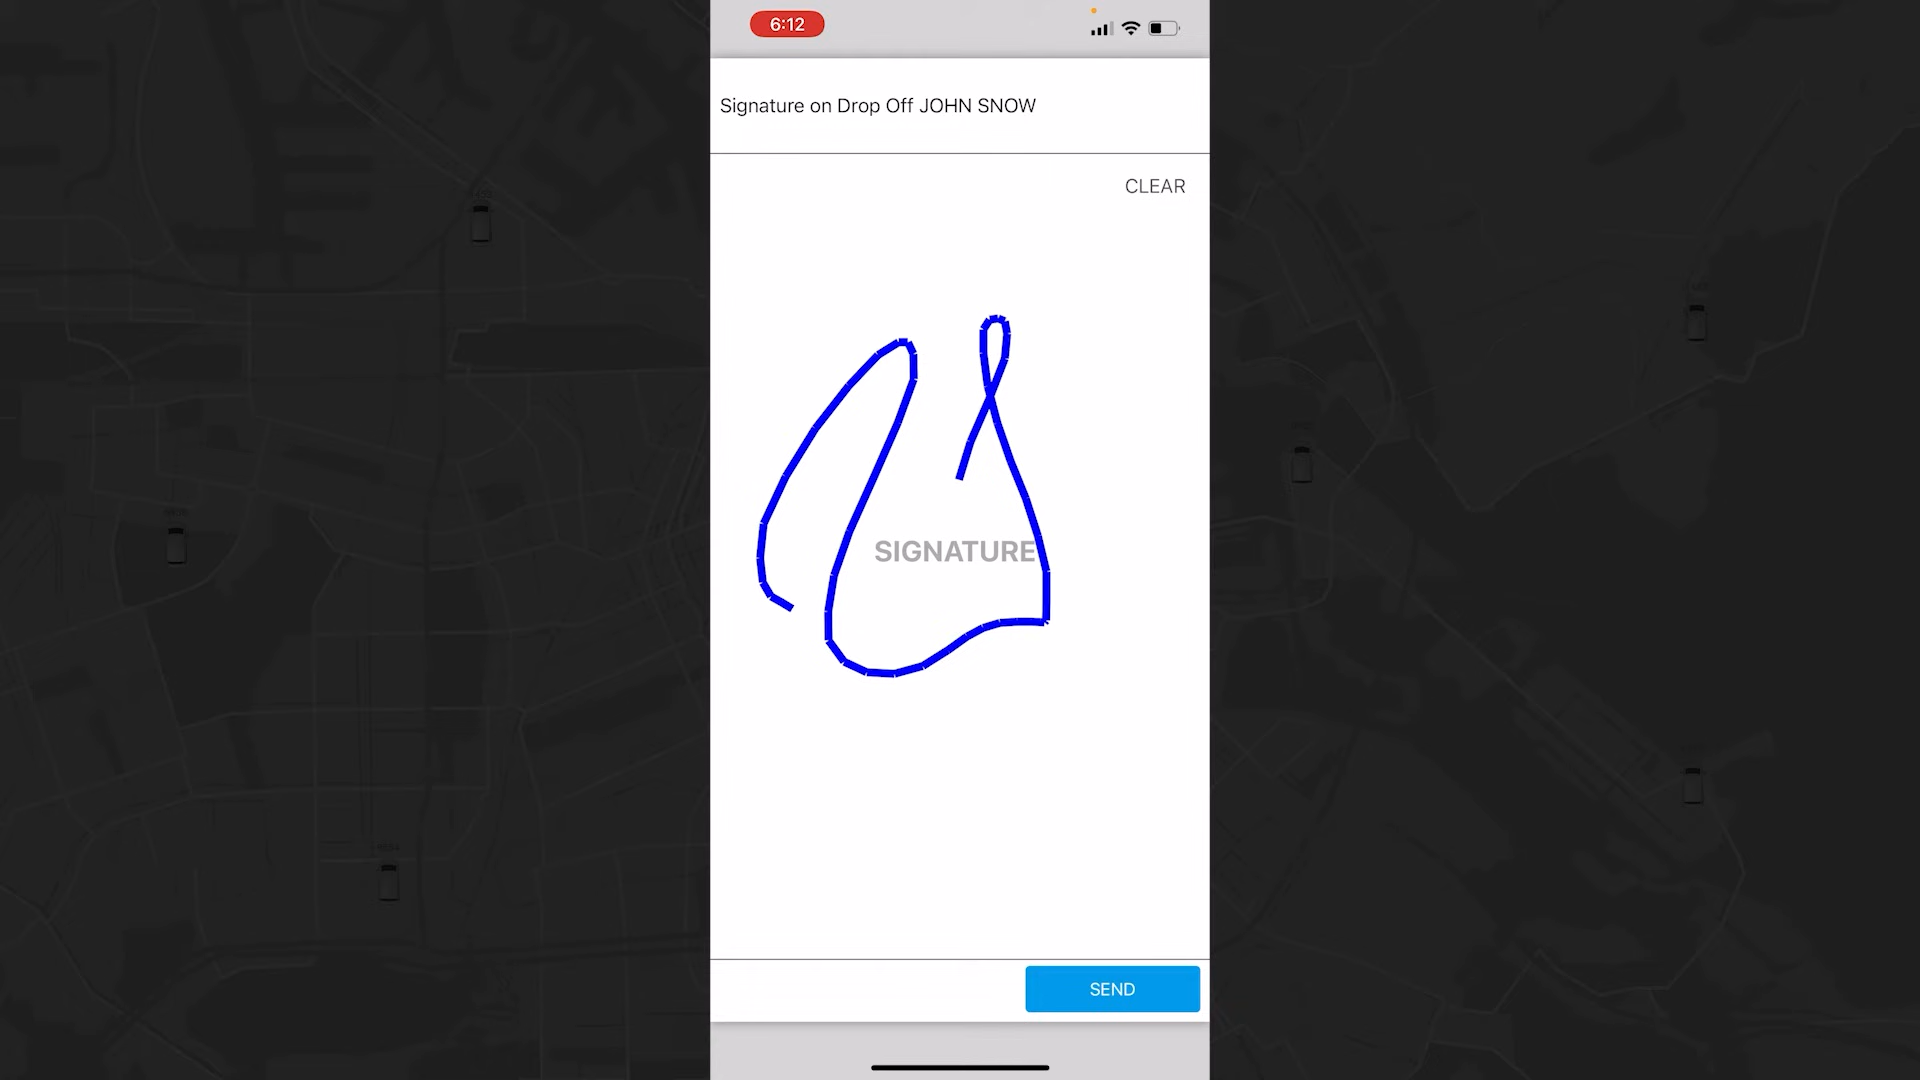 6:12
Signature on Drop Off JOHN SNOW
CLEAR
SIGNATURE
SEND